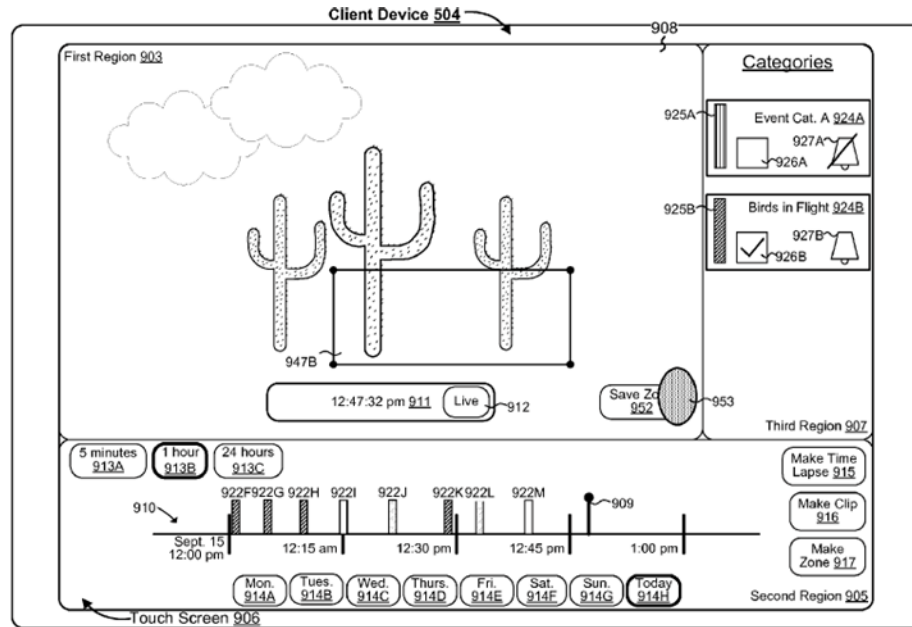 Client Device 504
908
First Region 903
Categories
925A
Event Cat. A 924A
927A
926A
925B
Birds in Flight 924B
927B
926B
947B
12:47:32 pm 911
Live
912
Save Zo
952
953
Third Region 907
5 minutes
913A
1 hour
913B
24 hours
913C
Make Time
Lapse 915
922F 922G 922H 922I 922J 922K 922L 922M
909
910
Make Clip
916
Sept. 15
12:00 pm
12:15 am
12:30 pm
12:45 pm
1:00 pm
Make
Zone 917
Mon.
914A
Tues.
914B
Wed.
914C
Thurs.
914D
Fri.
914E
Sat.
914F
Sun.
914G
Today
914H
Second Region 905
Touch Screen 906